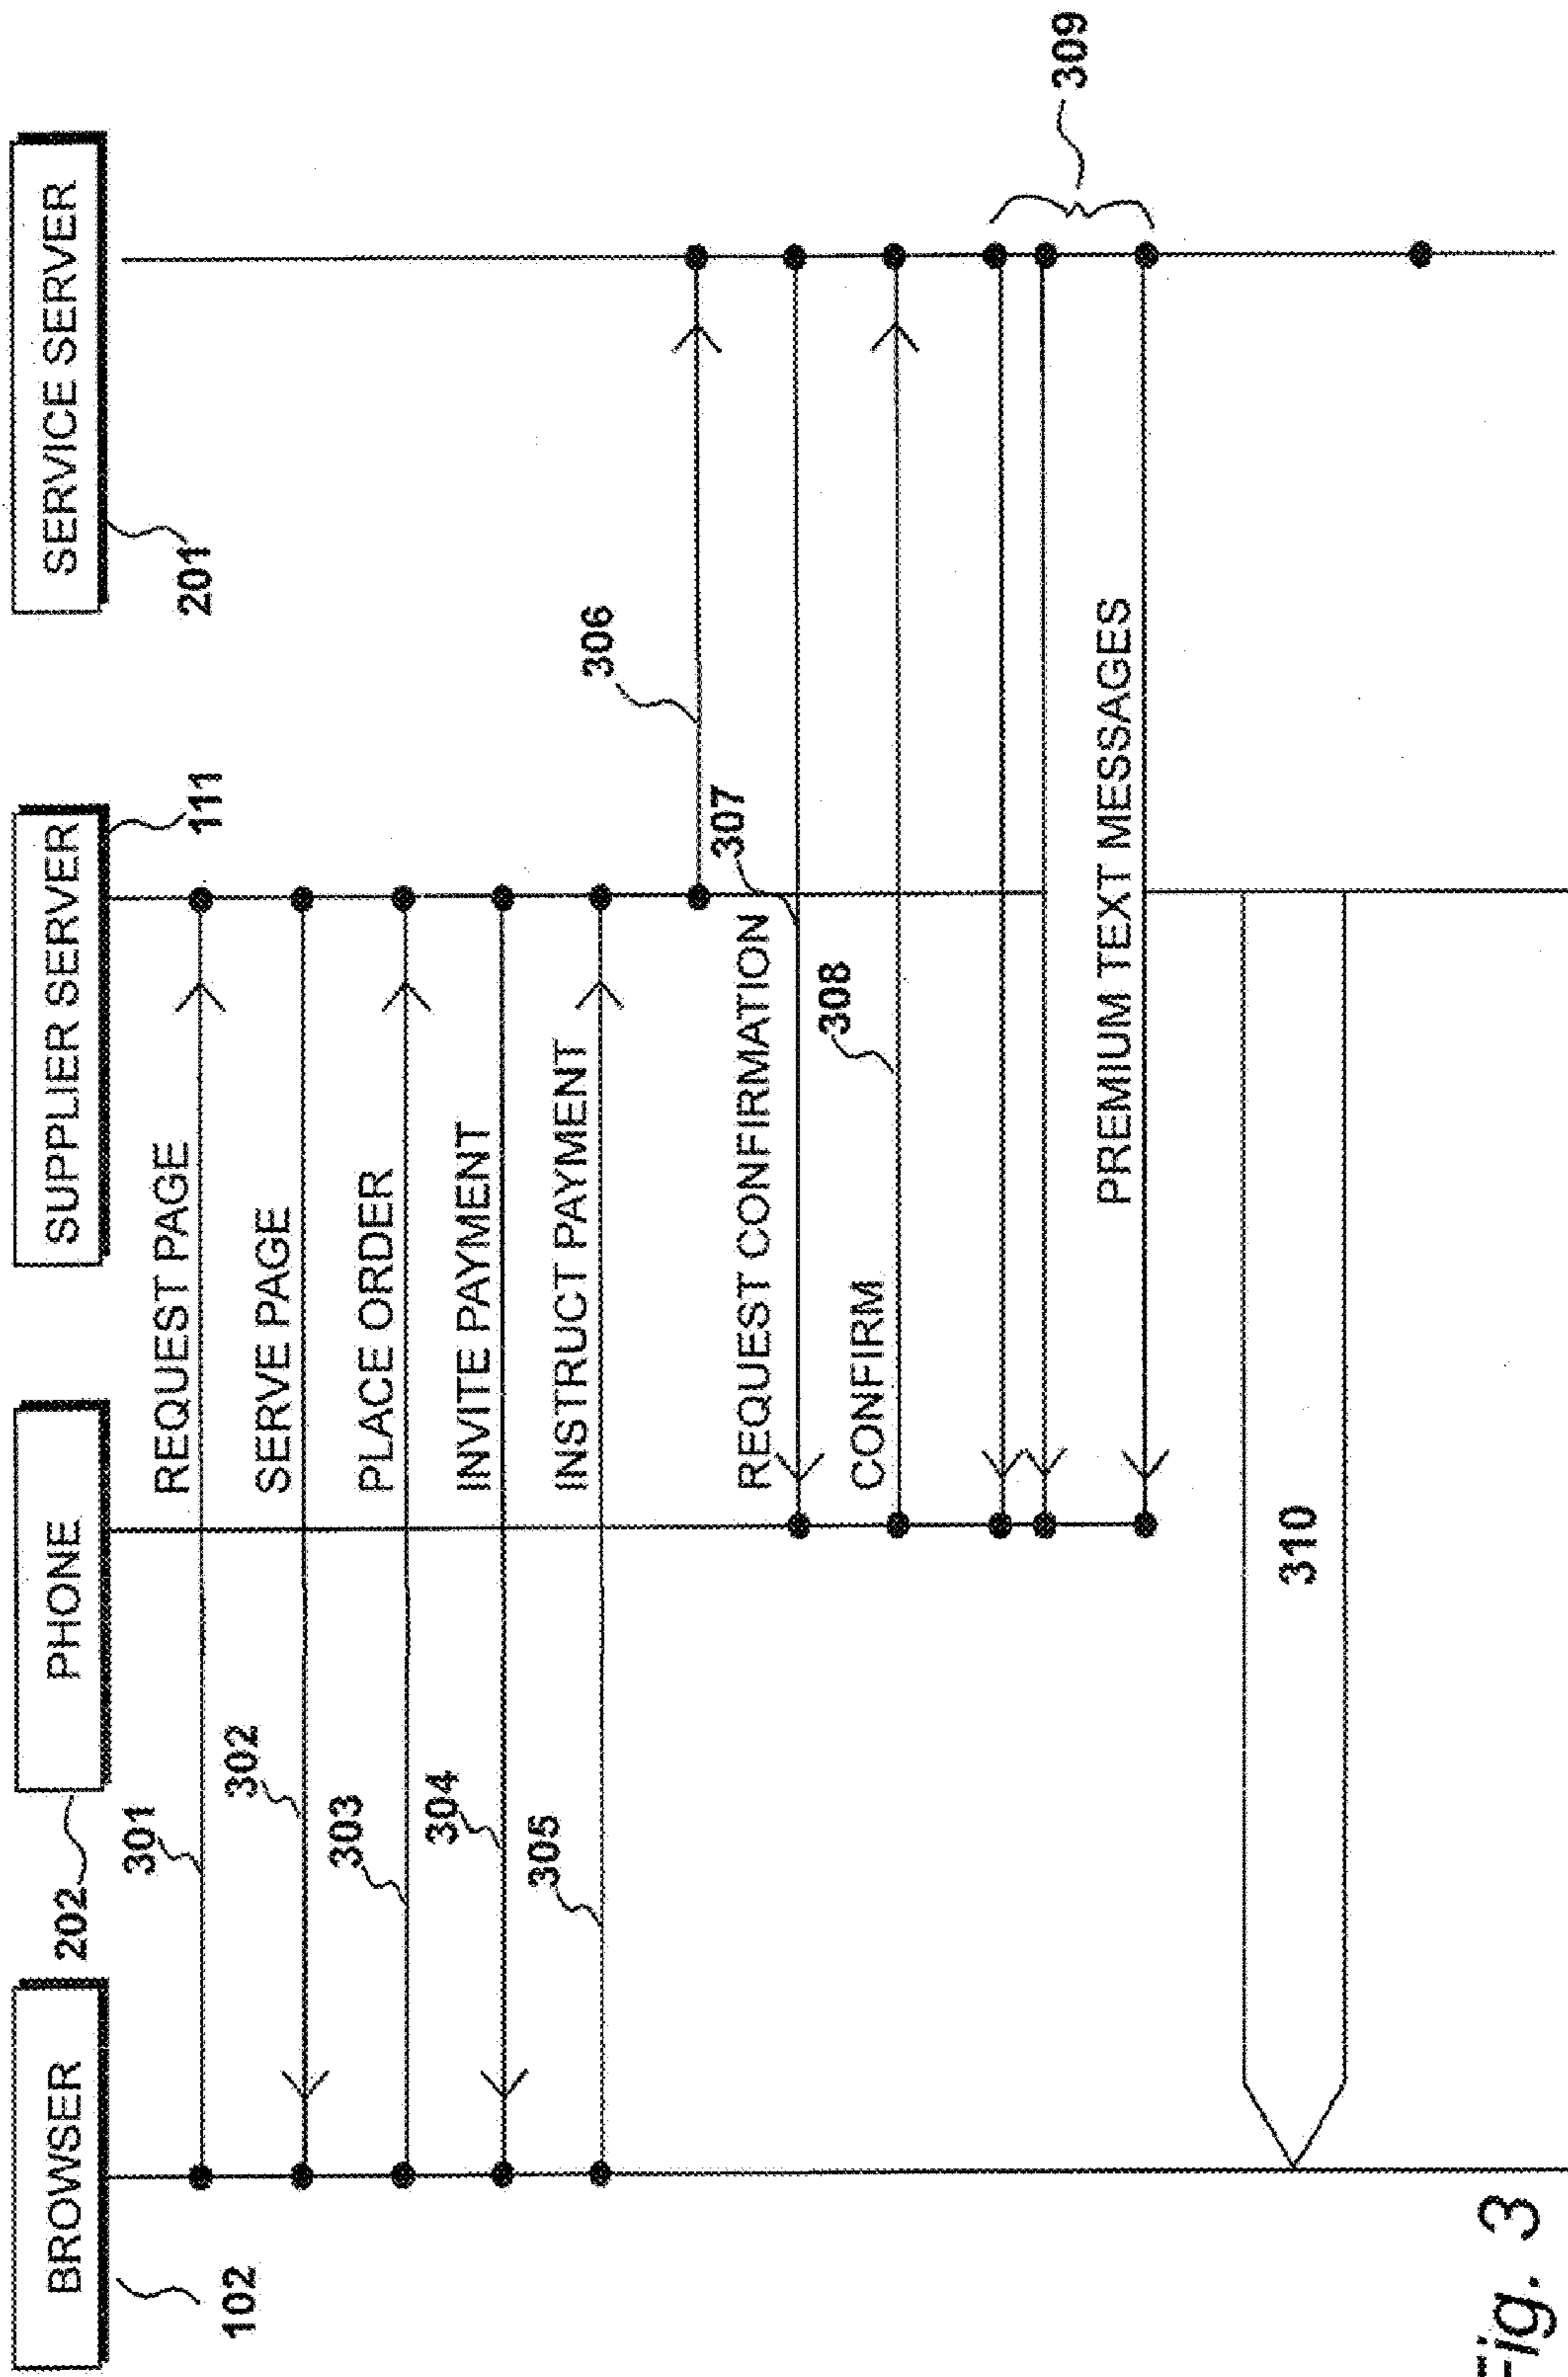 BROWSER
PHONE
SUPPLIER SERVER
SERVICE SERVER
102
202
111
201
REQUEST PAGE
301
SERVE PAGE
302
PLACE ORDER
303
INVITE PAYMENT
304
INSTRUCT PAYMENT
305
306
REQUEST CONFIRMATION
307
CONFIRM
308
309
PREMIUM TEXT MESSAGES
310
Fig. 3